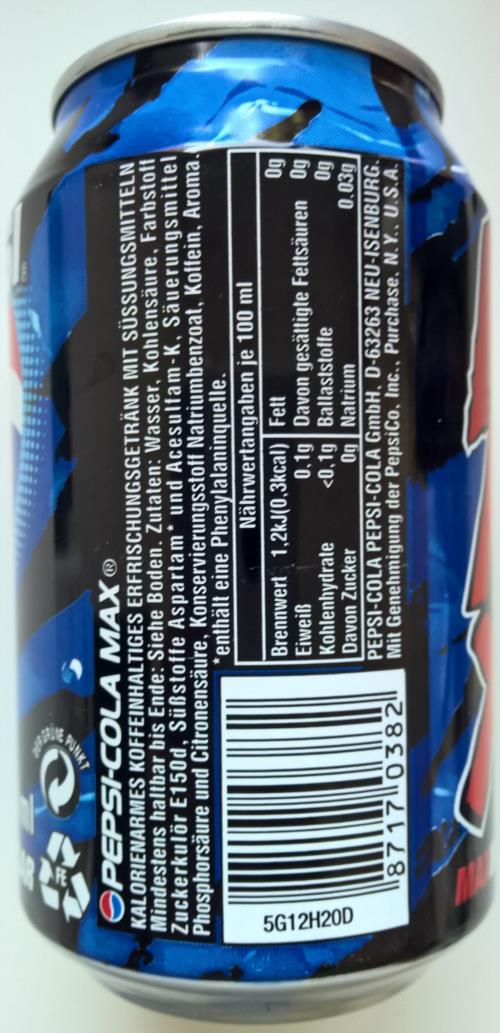 PEPSI-COLA MAX®
KALORIENARMES KOFFEINHALTIGES ERFRISCHUNGSGETRÄNK MIT SÜSSUNGSMITTELN
Mindestens haltbar bis Ende: Siehe Boden. Zutaten: Wasser, Kohlensäure, Farbstoff
Zuckerkulör E150d, Süßstoffe Aspartam* und Acesulfam-K, Säuerungsmittel
Phosphorsäure und Citronensäure, Konservierungsstoff Natriumbenzoat, Koffein, Aroma.
*enthält eine Phenylalaninquelle.
Nährwertangaben je 100 ml
Brennwert 1,2kJ(0,3kcal) Fett 0g
Eiweiß 0.1g Davon gesättigte Fettsäuren 0g
Kohlenhydrate <0.1g Ballaststoffe 0g
Davon Zucker 0g Natrium 0.03g
PEPSI-COLA PEPSI-COLA GmbH, D-63263 NEU-ISENBURG.
Mit Genehmigung der PepsiCo, Inc., Purchase. N.Y., U.S.A.
8717 0382
5G12H20D
DER GRÜNE PUNKT
FE
ml
MA